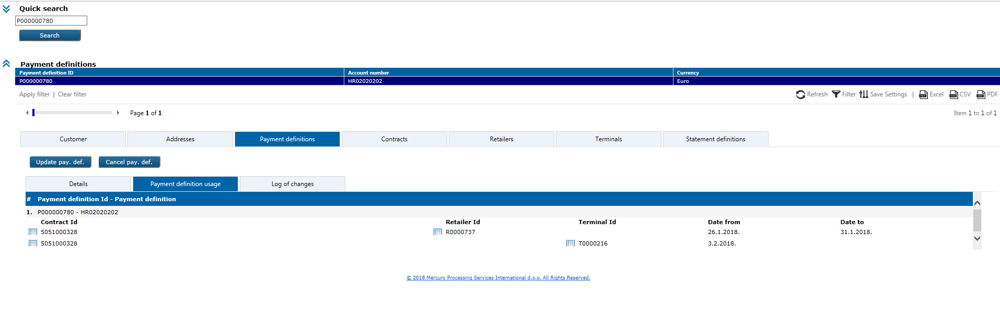 Quick search
P000000780
Search
Payment definitions
Payment definition ID Account number Currency
P000000780 HR02020202 Euro
Apply filter | Clear filter Refresh Filter Save Settings | Excel CSV PDF
Page 1 of 1 Item 1 to 1 of 1
Customer Addresses Payment definitions Contracts Retailers Terminals Statement definitions
Update pay. def. Cancel pay. def.
Details Payment definition usage Log of changes
# Payment definition Id - Payment definition
1. P000000780 - HR02020202
Contract Id Retailer Id Terminal Id Date from Date to
5051000328 R0000737 26.1.2018. 31.1.2018.
5051000328 T0000216 3.2.2018.
© 2018 Mercury Processing Services International d.o.o. All Rights Reserved.